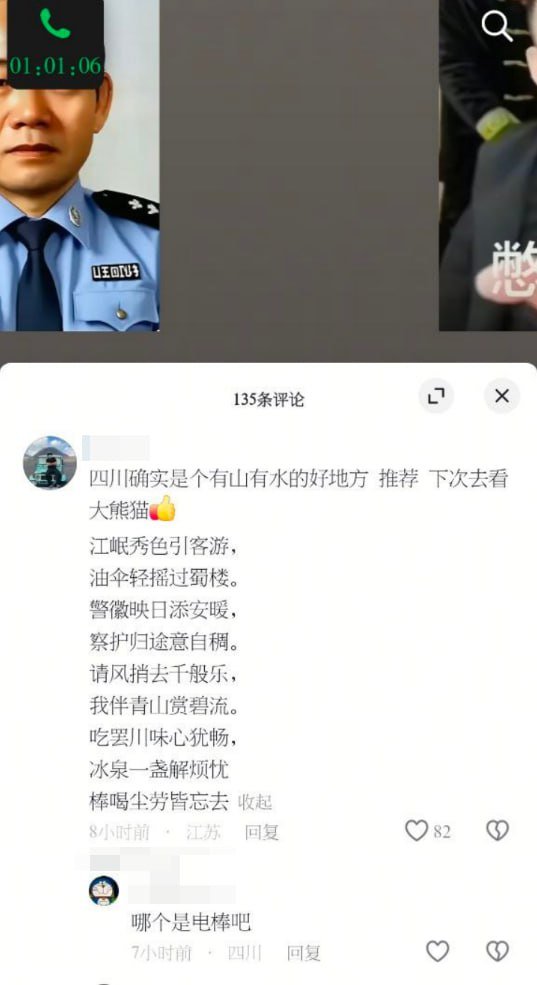 01:01:06
憋
135条评论
四川确实是个有山有水的好地方 推荐 下次去看
大熊猫👍
江岷秀色引客游,
油伞轻摇过蜀楼。
警徽映日添安暖,
察护归途意自稠。
请风捎去千般乐,
我伴青山赏碧流。
吃罢川味心犹畅,
冰泉一盏解烦忧
棒喝尘劳皆忘去 收起
8小时前 · 江苏 回复
82
哪个是电棒吧
7小时前 · 四川 回复